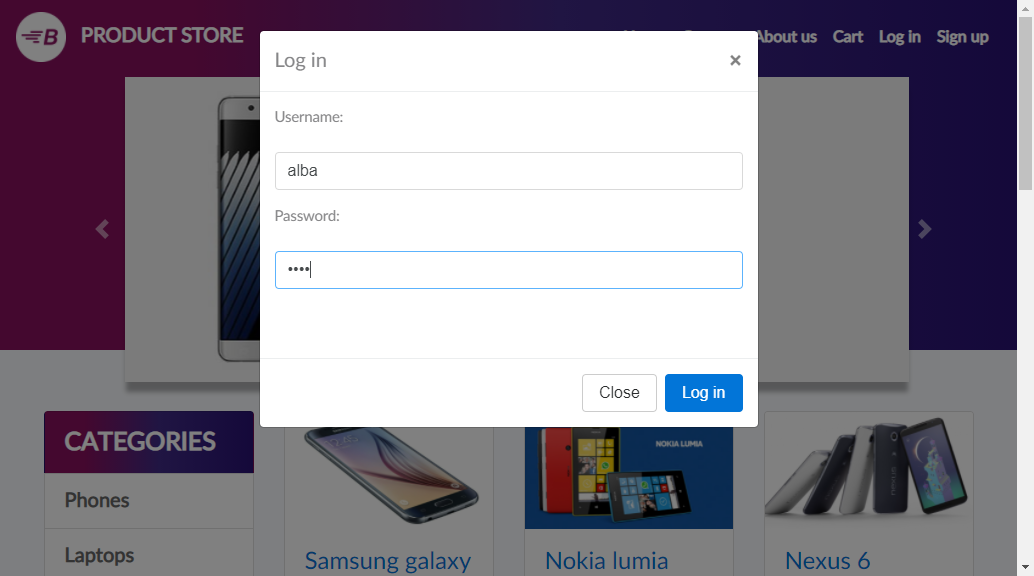 PRODUCT STORE
About us Cart Log in Sign up
Log in
×
Username:
alba
Password:
••••
Close Log in
CATEGORIES
Phones
Laptops
NOKIA LUMIA
Samsung galaxy
Nokia lumia
Nexus 6